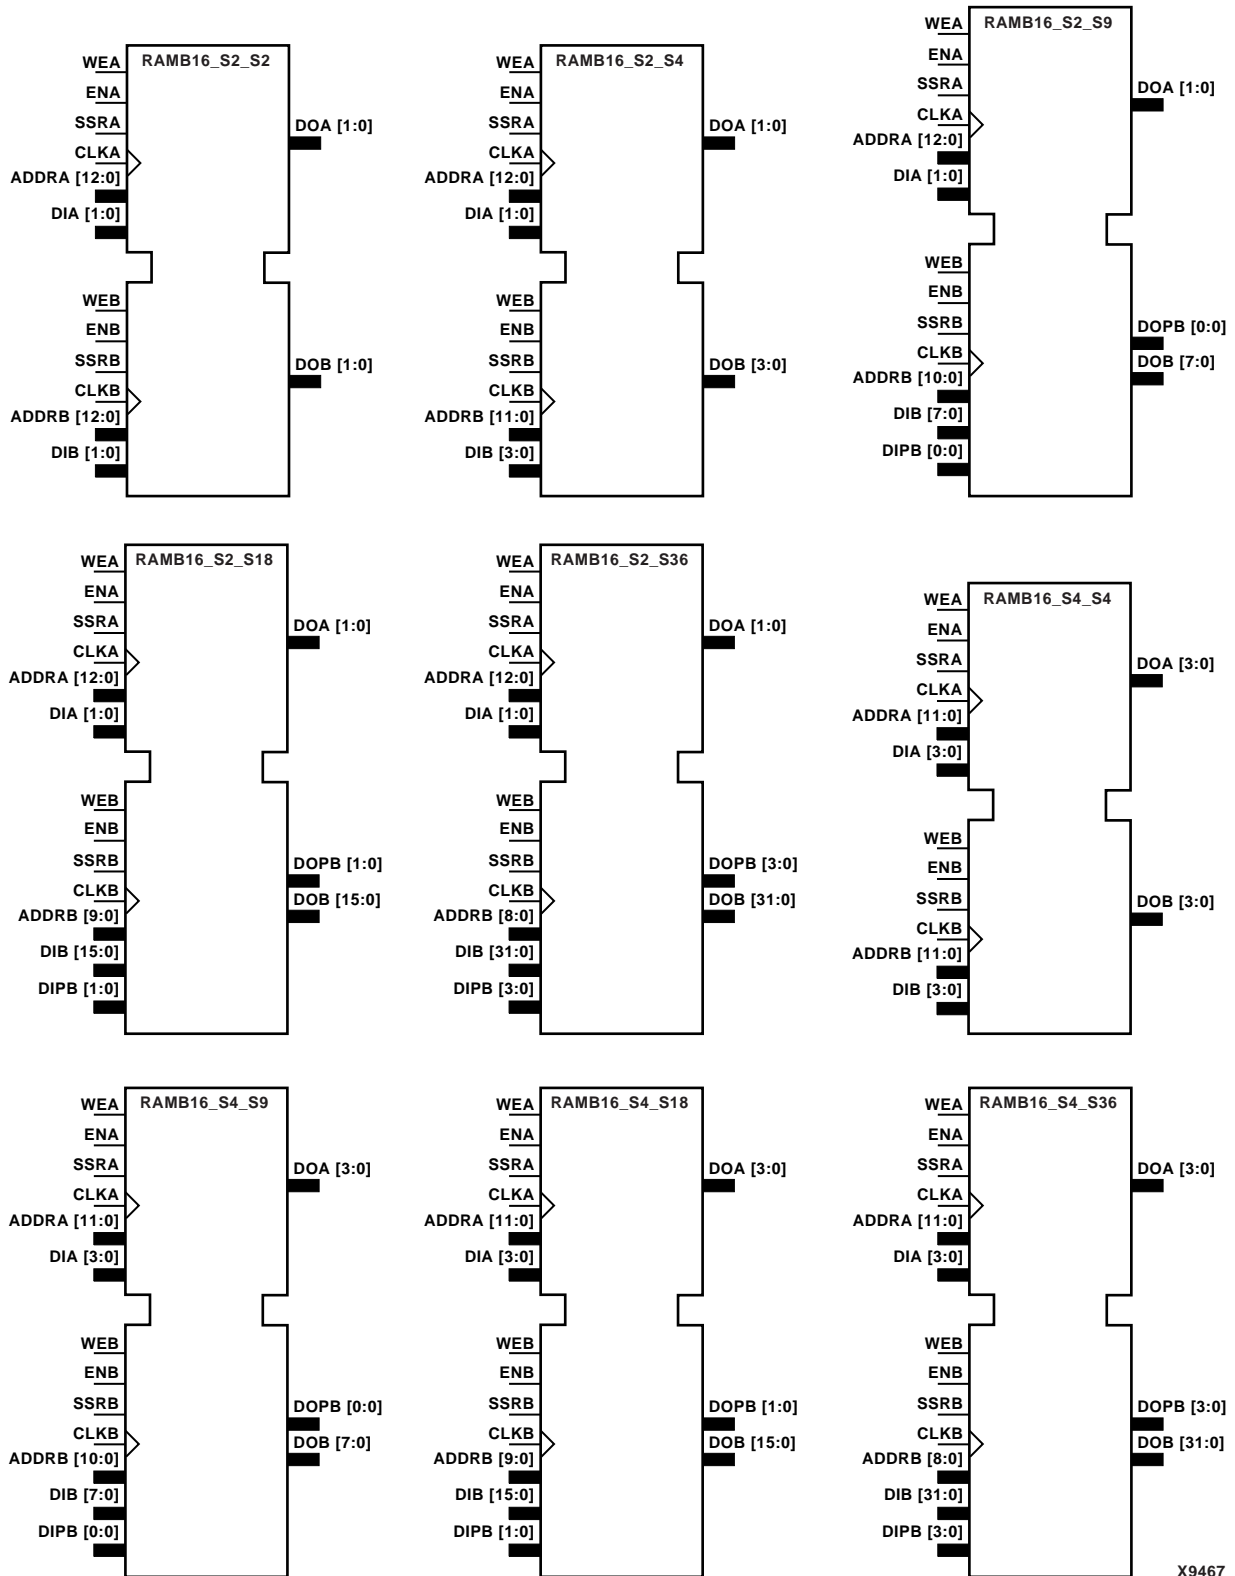 RAMB16_S2_S2
WEA
ENA
SSRA
CLKA
ADDRA [12:0]
DIA [1:0]
DOA [1:0]
WEB
ENB
SSRB
CLKB
ADDRB [12:0]
DIB [1:0]
DOB [1:0]
RAMB16_S2_S4
WEA
ENA
SSRA
CLKA
ADDRA [12:0]
DIA [1:0]
DOA [1:0]
WEB
ENB
SSRB
CLKB
ADDRB [11:0]
DIB [3:0]
DOB [3:0]
RAMB16_S2_S9
WEA
ENA
SSRA
CLKA
ADDRA [12:0]
DIA [1:0]
DOA [1:0]
WEB
ENB
SSRB
CLKB
ADDRB [10:0]
DIB [7:0]
DIPB [0:0]
DOPB [0:0]
DOB [7:0]
RAMB16_S2_S18
WEA
ENA
SSRA
CLKA
ADDRA [12:0]
DIA [1:0]
DOA [1:0]
WEB
ENB
SSRB
CLKB
ADDRB [9:0]
DIB [15:0]
DIPB [1:0]
DOPB [1:0]
DOB [15:0]
RAMB16_S2_S36
WEA
ENA
SSRA
CLKA
ADDRA [12:0]
DIA [1:0]
DOA [1:0]
WEB
ENB
SSRB
CLKB
ADDRB [8:0]
DIB [31:0]
DIPB [3:0]
DOPB [3:0]
DOB [31:0]
RAMB16_S4_S4
WEA
ENA
SSRA
CLKA
ADDRA [11:0]
DIA [3:0]
DOA [3:0]
WEB
ENB
SSRB
CLKB
ADDRB [11:0]
DIB [3:0]
DOB [3:0]
RAMB16_S4_S9
WEA
ENA
SSRA
CLKA
ADDRA [11:0]
DIA [3:0]
DOA [3:0]
WEB
ENB
SSRB
CLKB
ADDRB [10:0]
DIB [7:0]
DIPB [0:0]
DOPB [0:0]
DOB [7:0]
RAMB16_S4_S18
WEA
ENA
SSRA
CLKA
ADDRA [11:0]
DIA [3:0]
DOA [3:0]
WEB
ENB
SSRB
CLKB
ADDRB [9:0]
DIB [15:0]
DIPB [1:0]
DOPB [1:0]
DOB [15:0]
RAMB16_S4_S36
WEA
ENA
SSRA
CLKA
ADDRA [11:0]
DIA [3:0]
DOA [3:0]
WEB
ENB
SSRB
CLKB
ADDRB [8:0]
DIB [31:0]
DIPB [3:0]
DOPB [3:0]
DOB [31:0]
X9467